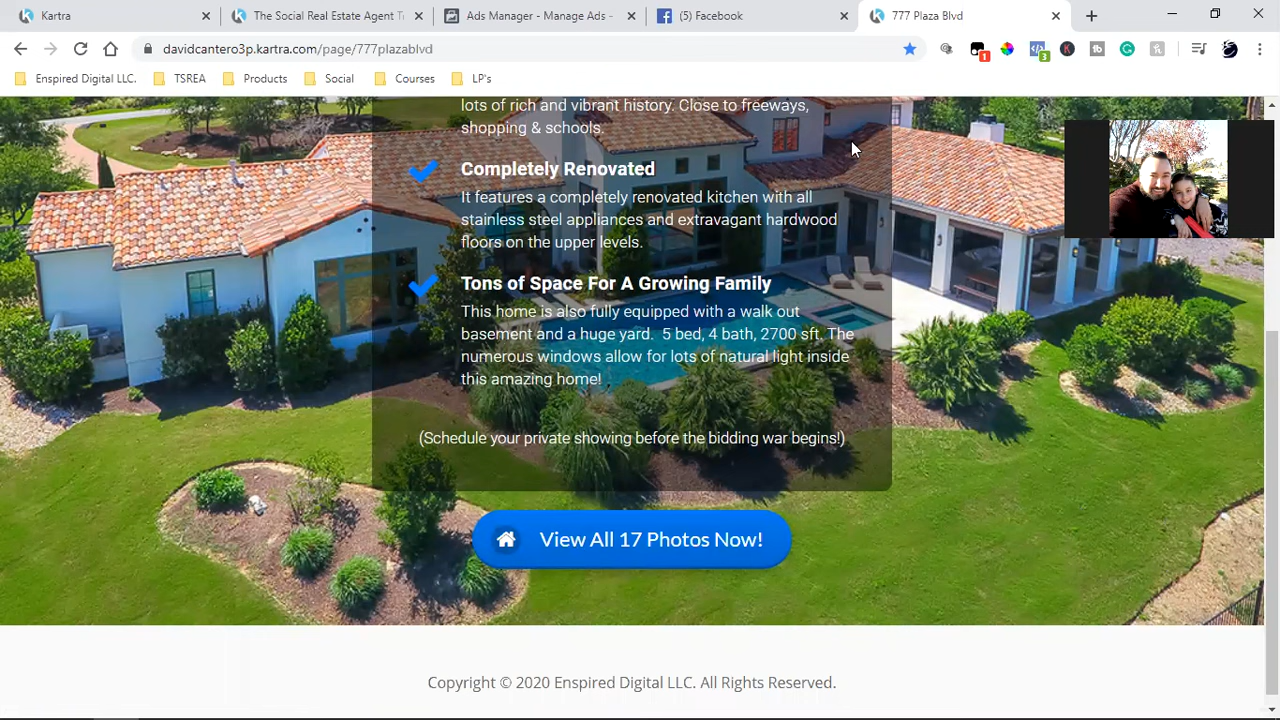 Kartra
The Social Real Estate Agent T
Ads Manager - Manage Ads -
(5) Facebook
777 Plaza Blvd
davidcantero3p.kartra.com/page/777plazablvd
1
3
Enspired Digital LLC.
TSREA
Products
Social
Courses
LP's
lots of rich and vibrant history. Close to freeways,
shopping & schools.
Completely Renovated
It features a completely renovated kitchen with all
stainless steel appliances and extravagant hardwood
floors on the upper levels.
Tons of Space For A Growing Family
This home is also fully equipped with a walk out
basement and a huge yard. 5 bed, 4 bath, 2700 sft. The
numerous windows allow for lots of natural light inside
this amazing home!
(Schedule your private showing before the bidding war begins!)
View All 17 Photos Now!
Copyright © 2020 Enspired Digital LLC. All Rights Reserved.